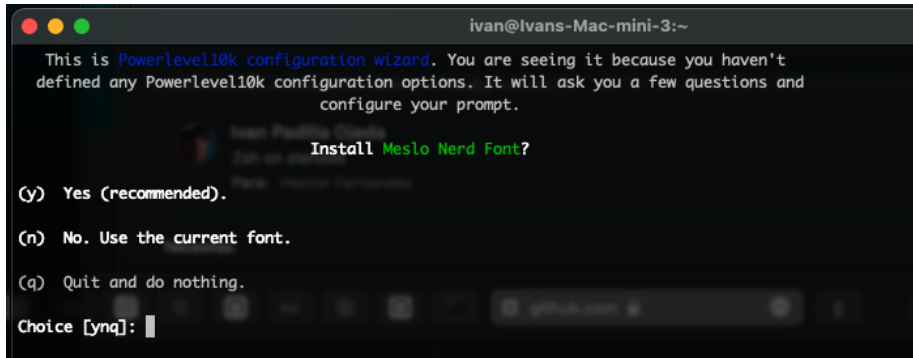 ivan@Ivans-Mac-mini-3:~
This is Powerlevel10k configuration wizard. You are seeing it because you haven't
defined any Powerlevel10k configuration options. It will ask you a few questions and
configure your prompt.
Install Meslo Nerd Font?
(y) Yes (recommended).
(n) No. Use the current font.
(q) Quit and do nothing.
github.com
Choice [ynq]: